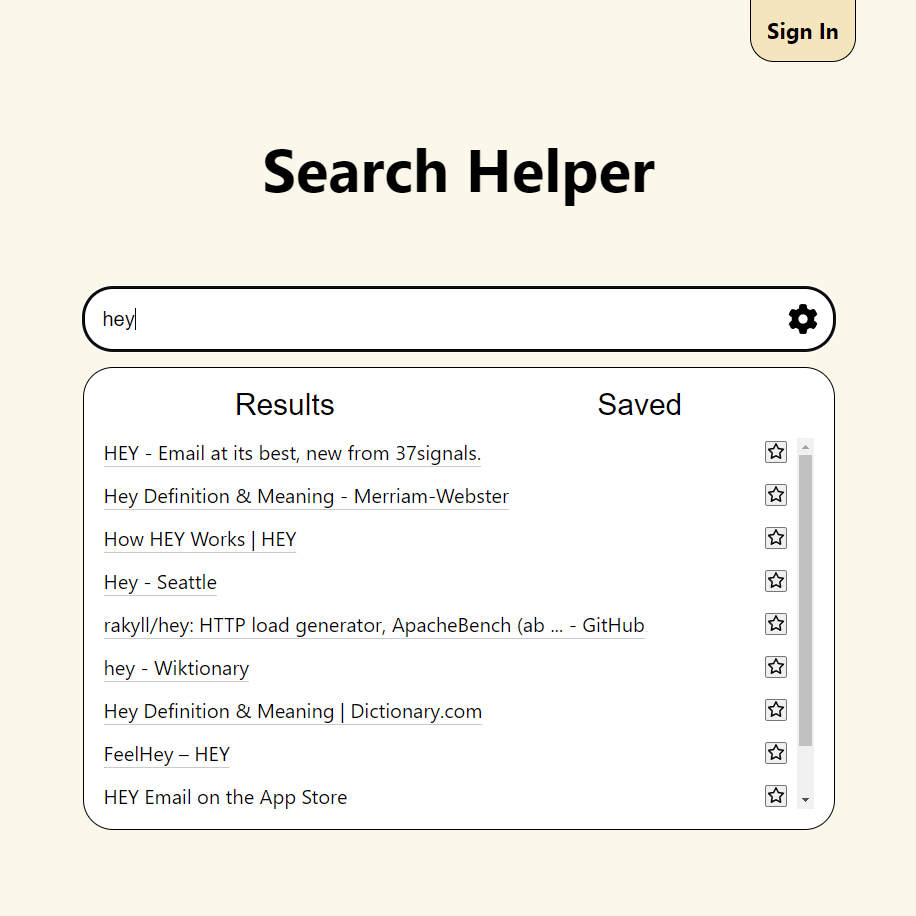 Sign In
Search Helper
hey
Results Saved
HEY - Email at its best, new from 37signals.
Hey Definition & Meaning - Merriam-Webster
How HEY Works | HEY
Hey - Seattle
rakyll/hey: HTTP load generator, ApacheBench (ab ... - GitHub
hey - Wiktionary
Hey Definition & Meaning | Dictionary.com
FeelHey – HEY
HEY Email on the App Store